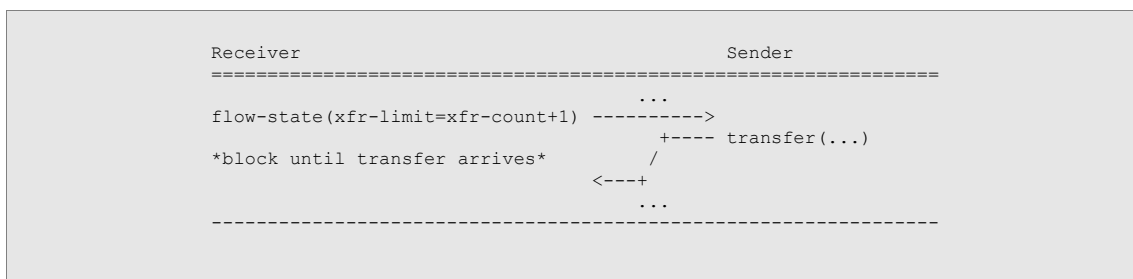 Receiver                                              Sender
=================================================================
                                      ...
flow-state(xfr-limit=xfr-count+1) ---------->
                                        +---- transfer(...)
*block until transfer arrives*         /
                                  <---+
                                      ...
-----------------------------------------------------------------